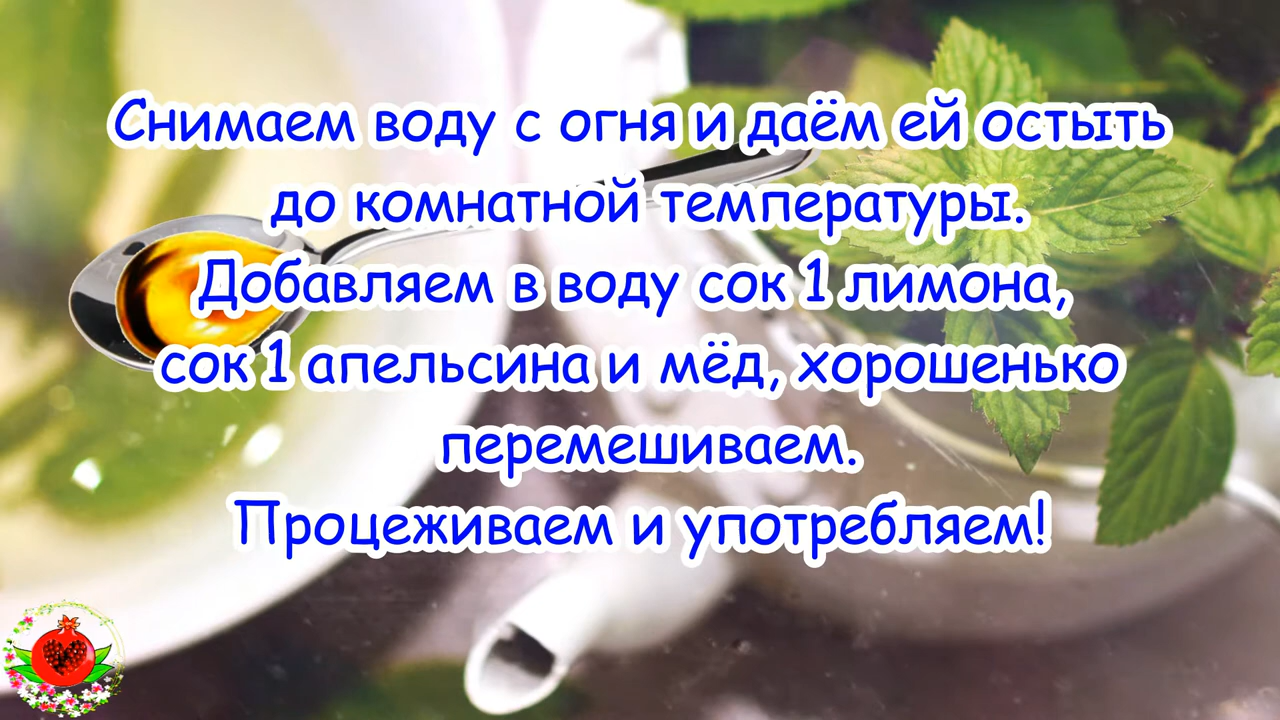 Снимаем воду с огня и даём ей остыть
до комнатной температуры.
Добавляем в воду сок 1 лимона,
сок 1 апельсина и мёд, хорошенько
перемешиваем.
Процеживаем и употребляем!